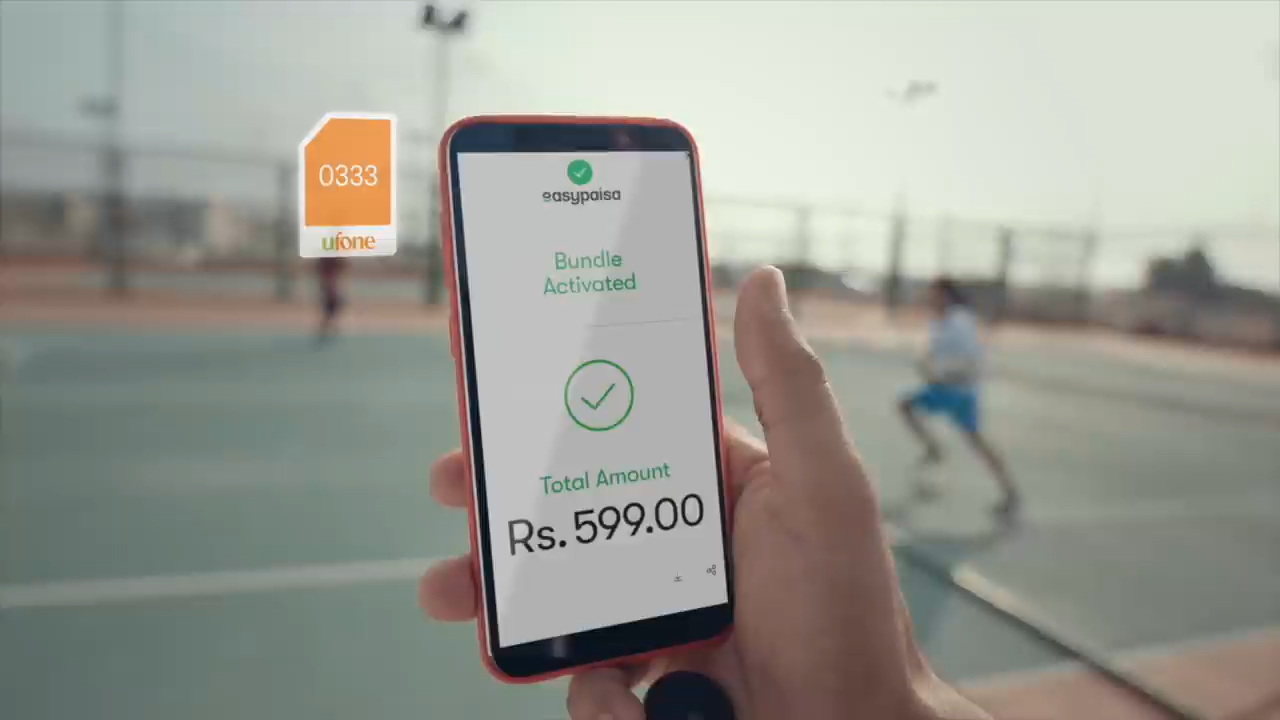 0333
ufone
easypaisa
Bundle
Activated
Total Amount
Rs. 599.00